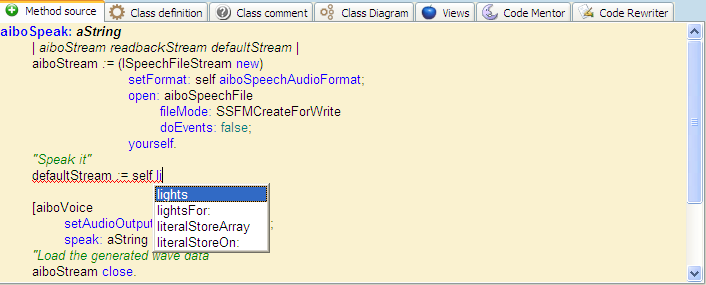 Method source Class definition Class comment Class Diagram Views Code Mentor Code Rewriter
aiboSpeak: aString
| aiboStream readbackStream defaultStream |
aiboStream := (ISpeechFileStream new)
setFormat: self aiboSpeechAudioFormat;
open: aiboSpeechFile
fileMode: SSFMCreateForWrite
doEvents: false;
yourself.
"Speak it"
defaultStream := self li
lights
[aiboVoice lightsFor:
setAudioOutput literalStoreArray ;
speak: aString literalStoreOn:
"Load the generated wave data
aiboStream close.